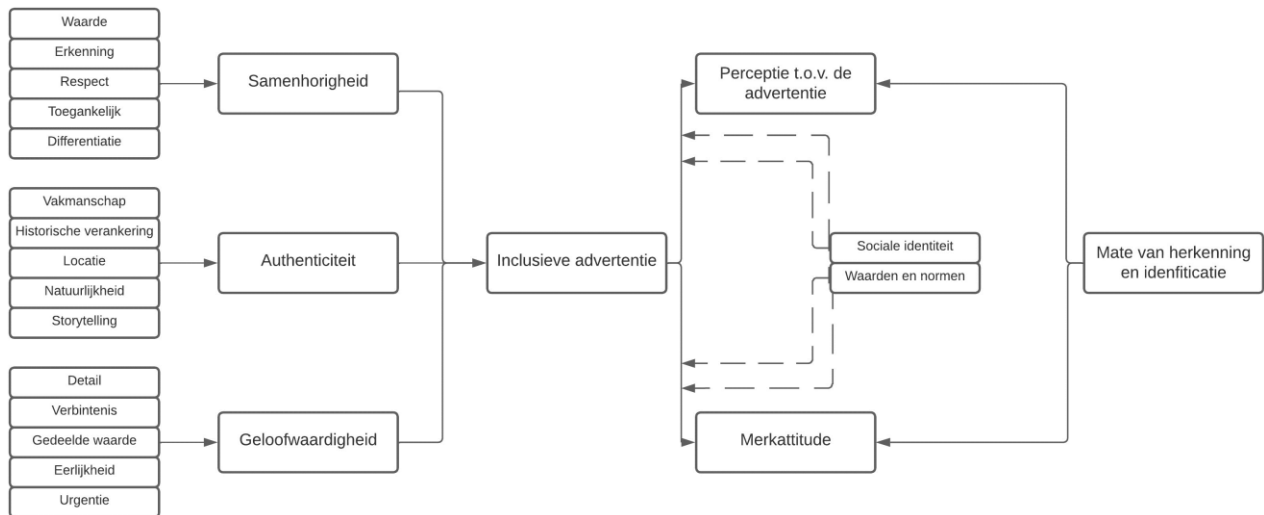 Waarde
Erkenning
Respect
Toegankelijk
Differentiatie
Samenhorigheid
Vakmanschap
Historische verankering
Locatie
Natuurlijkheid
Storytelling
Authenticiteit
Detail
Verbintenis
Gedeelde waarde
Eerlijkheid
Urgentie
Geloofwaardigheid
Inclusieve advertentie
Perceptie t.o.v. de
advertentie
Sociale identiteit
Waarden en normen
Merkattitude
Mate van herkenning
en idenfiticatie